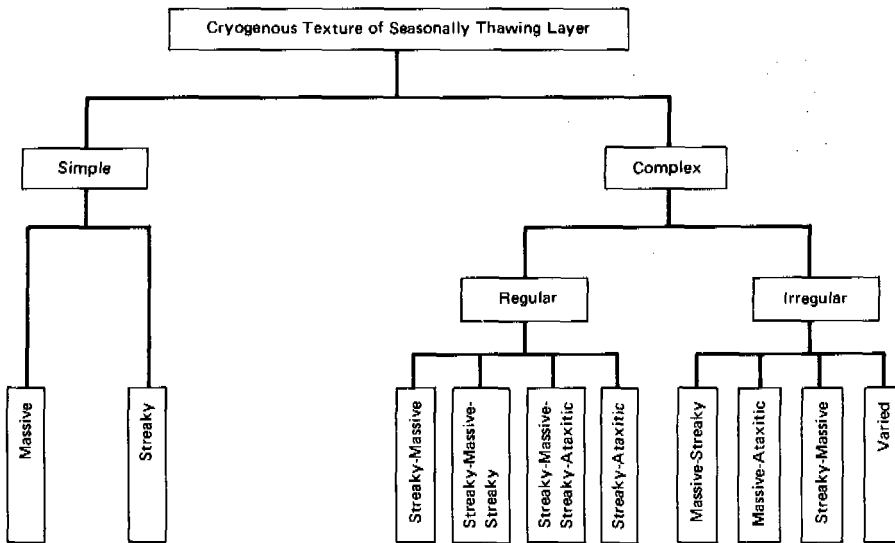 Cryogenous Texture of Seasonally Thawing Layer
Simple
Complex
Regular
Irregular
Massive
Streaky
Streaky-Massive
Streaky-Massive-
Streaky
Streaky-Massive-
Streaky-Ataxitic
Streaky-Ataxitic
Massive-Streaky
Massive-Ataxitic
Streaky-Massive
Varied